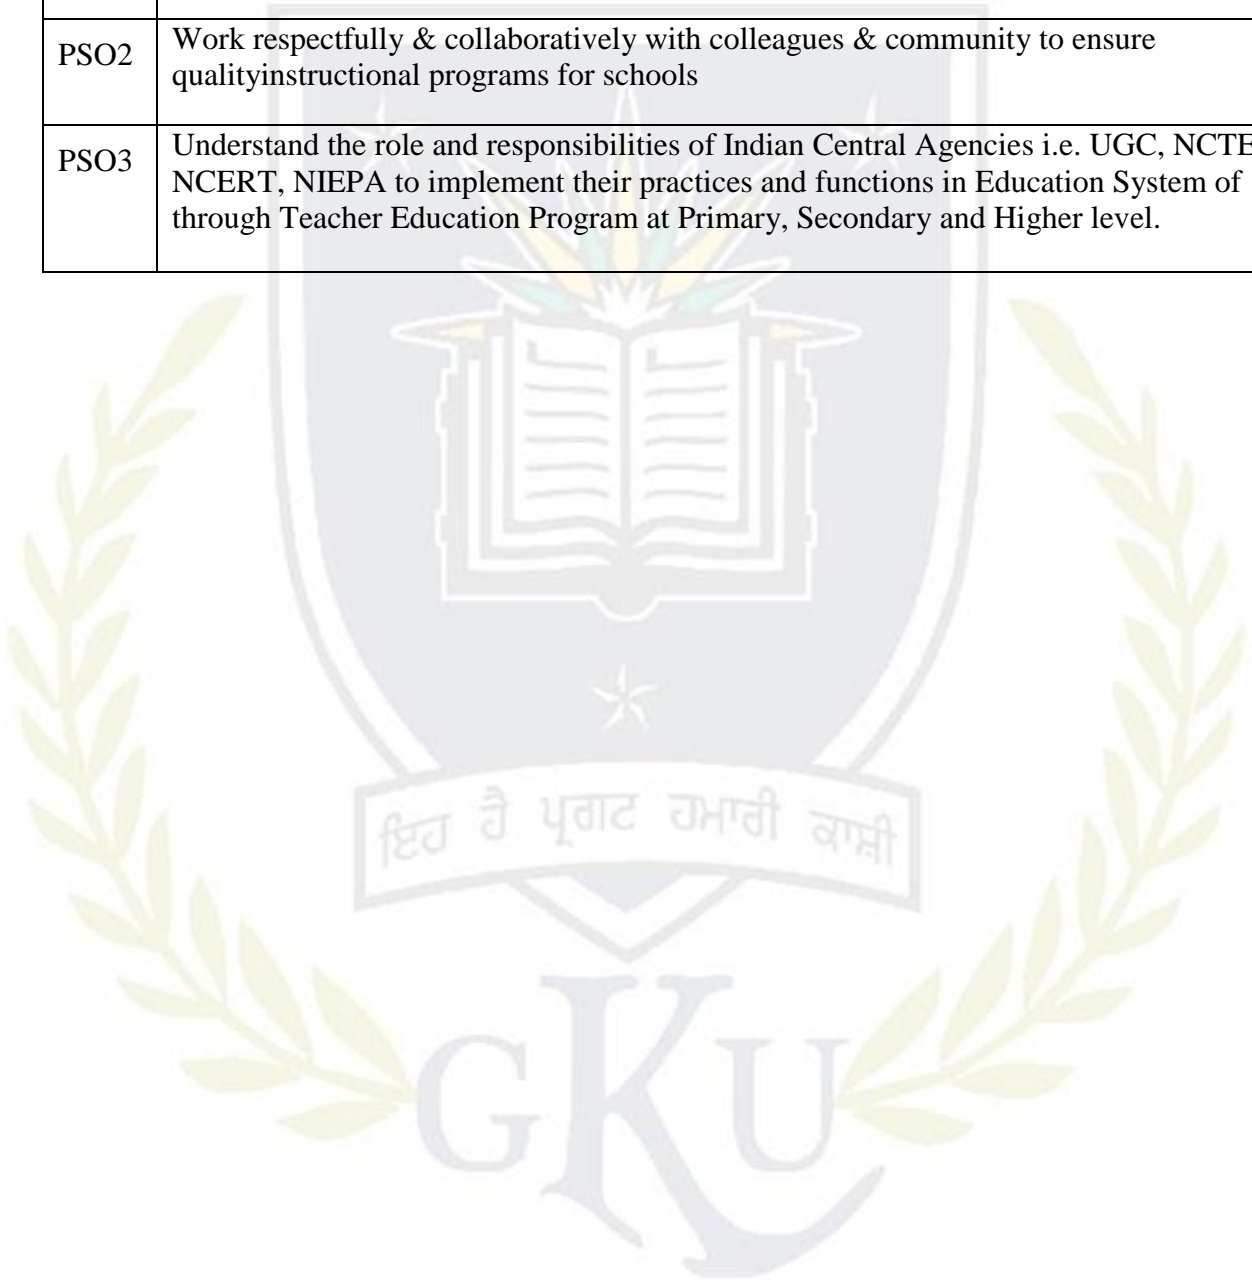 PSO2
Work respectfully & collaboratively with colleagues & community to ensure
qualityinstructional programs for schools
PSO3
Understand the role and responsibilities of Indian Central Agencies i.e. UGC, NCTE
NCERT, NIEPA to implement their practices and functions in Education System of
through Teacher Education Program at Primary, Secondary and Higher level.
ਇਹ ਹੈ ਪ੍ਰਗਟ ਹਮਾਰੀ ਕਾਸ਼ੀ
GKU